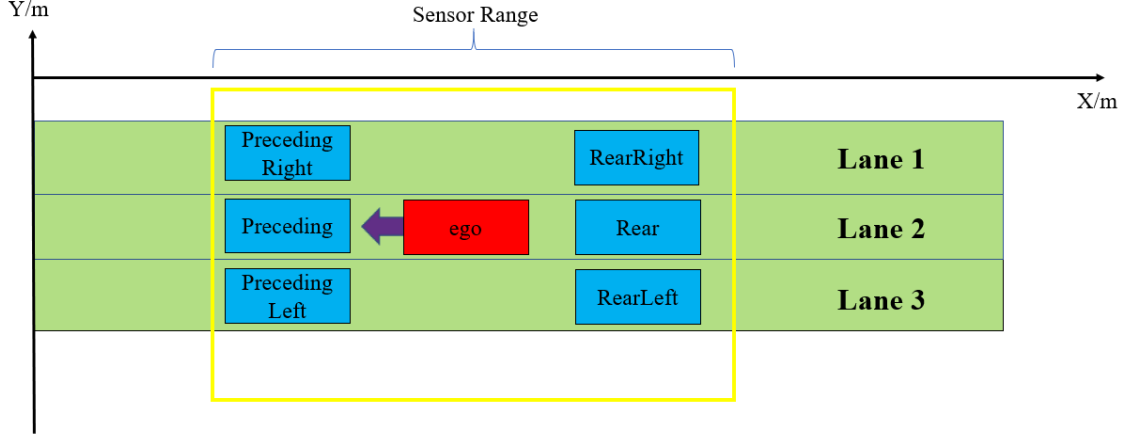 Y/m
Sensor Range
X/m
Preceding
Right
RearRight
Lane 1
Preceding
ego
Rear
Lane 2
Preceding
Left
RearLeft
Lane 3